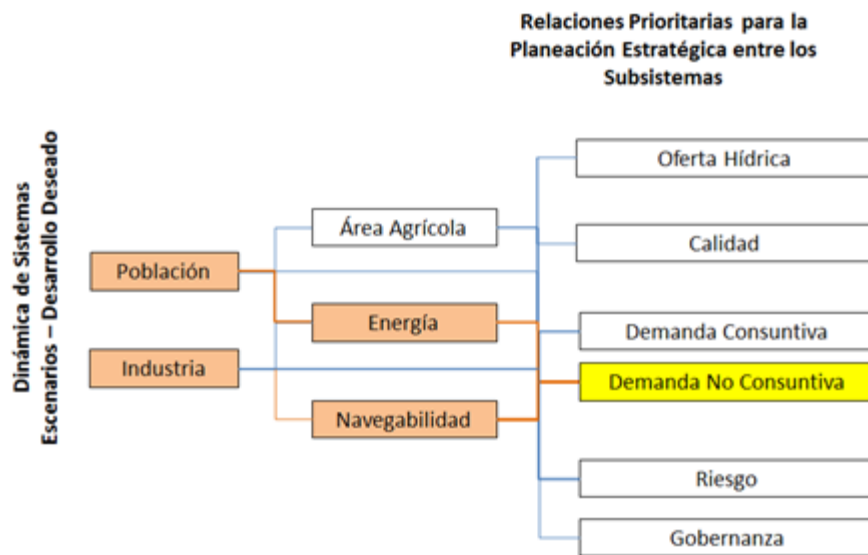 Relaciones Prioritarias para la
Planeación Estratégica entre los
Subsistemas
Dinámica de Sistemas
Escenarios – Desarrollo Deseado
Población
Industria
Área Agrícola
Energía
Navegabilidad
Oferta Hídrica
Calidad
Demanda Consuntiva
Demanda No Consuntiva
Riesgo
Gobernanza